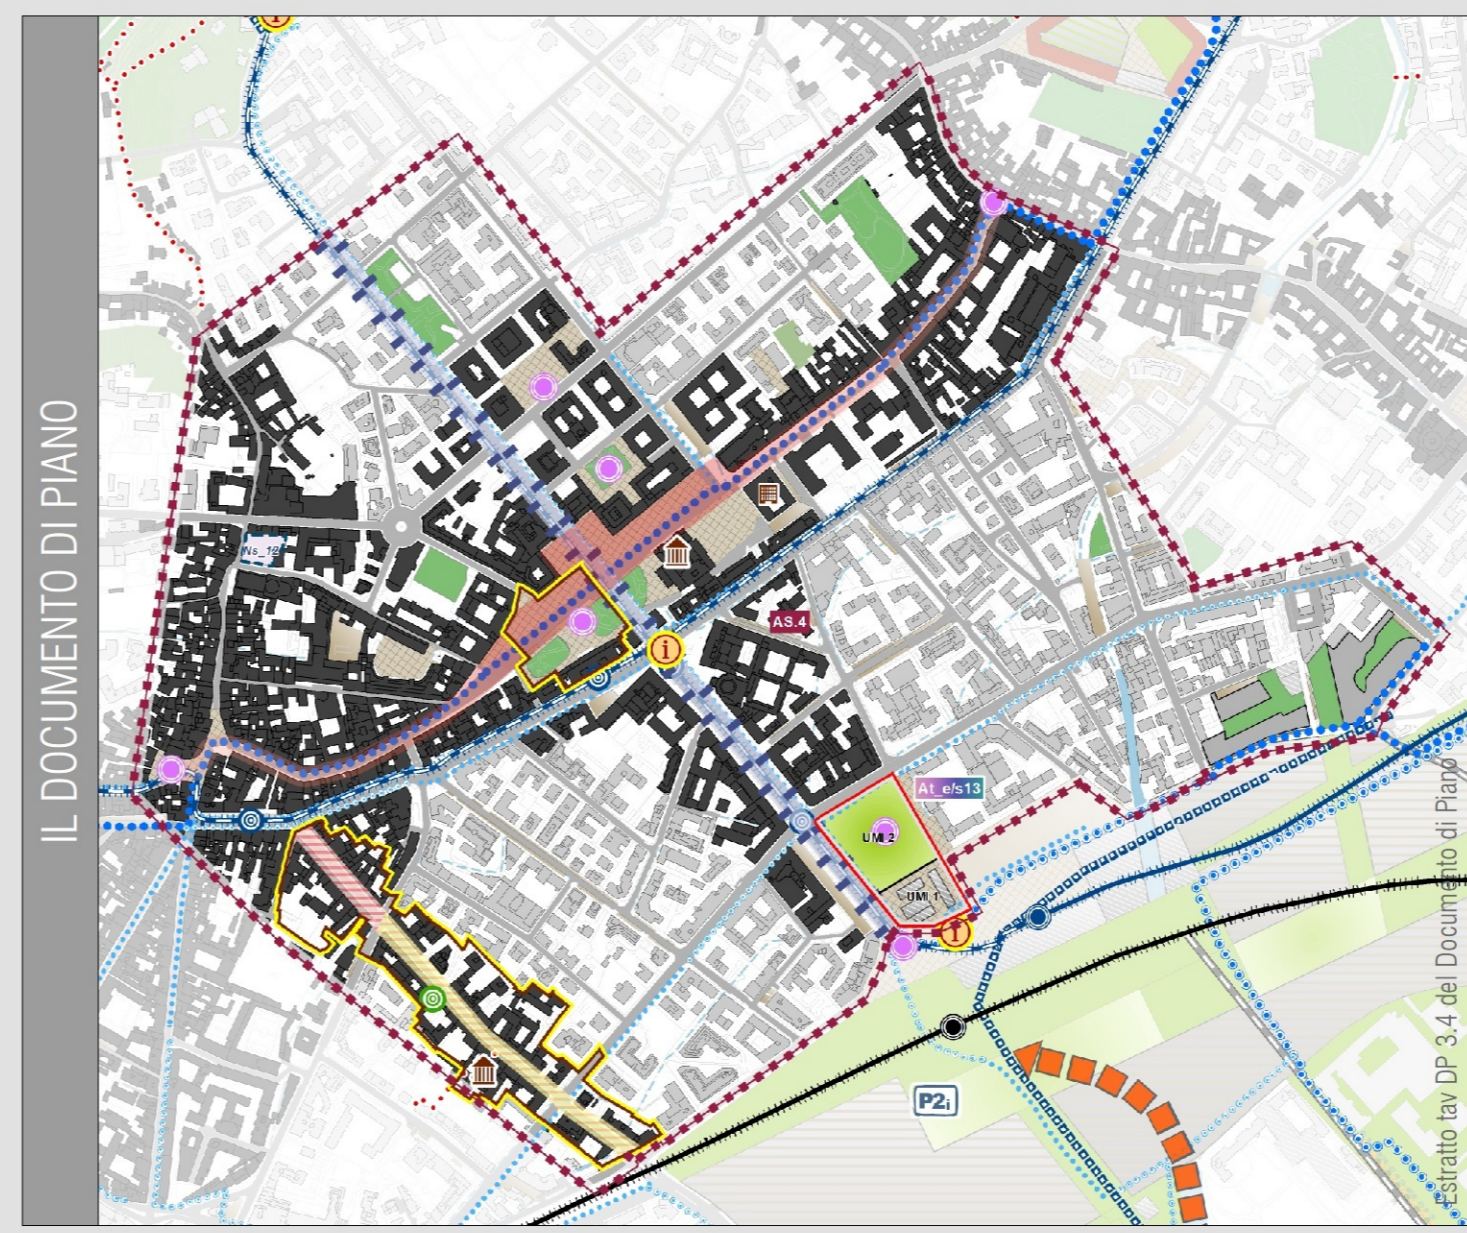 IL DOCUMENTO DI PIANO
i
Ns_12
AS.4
i
At_e/s13
UMI 2
UMI 1
i
P2i
Estratto tav DP 3.4 del Documento di Piano